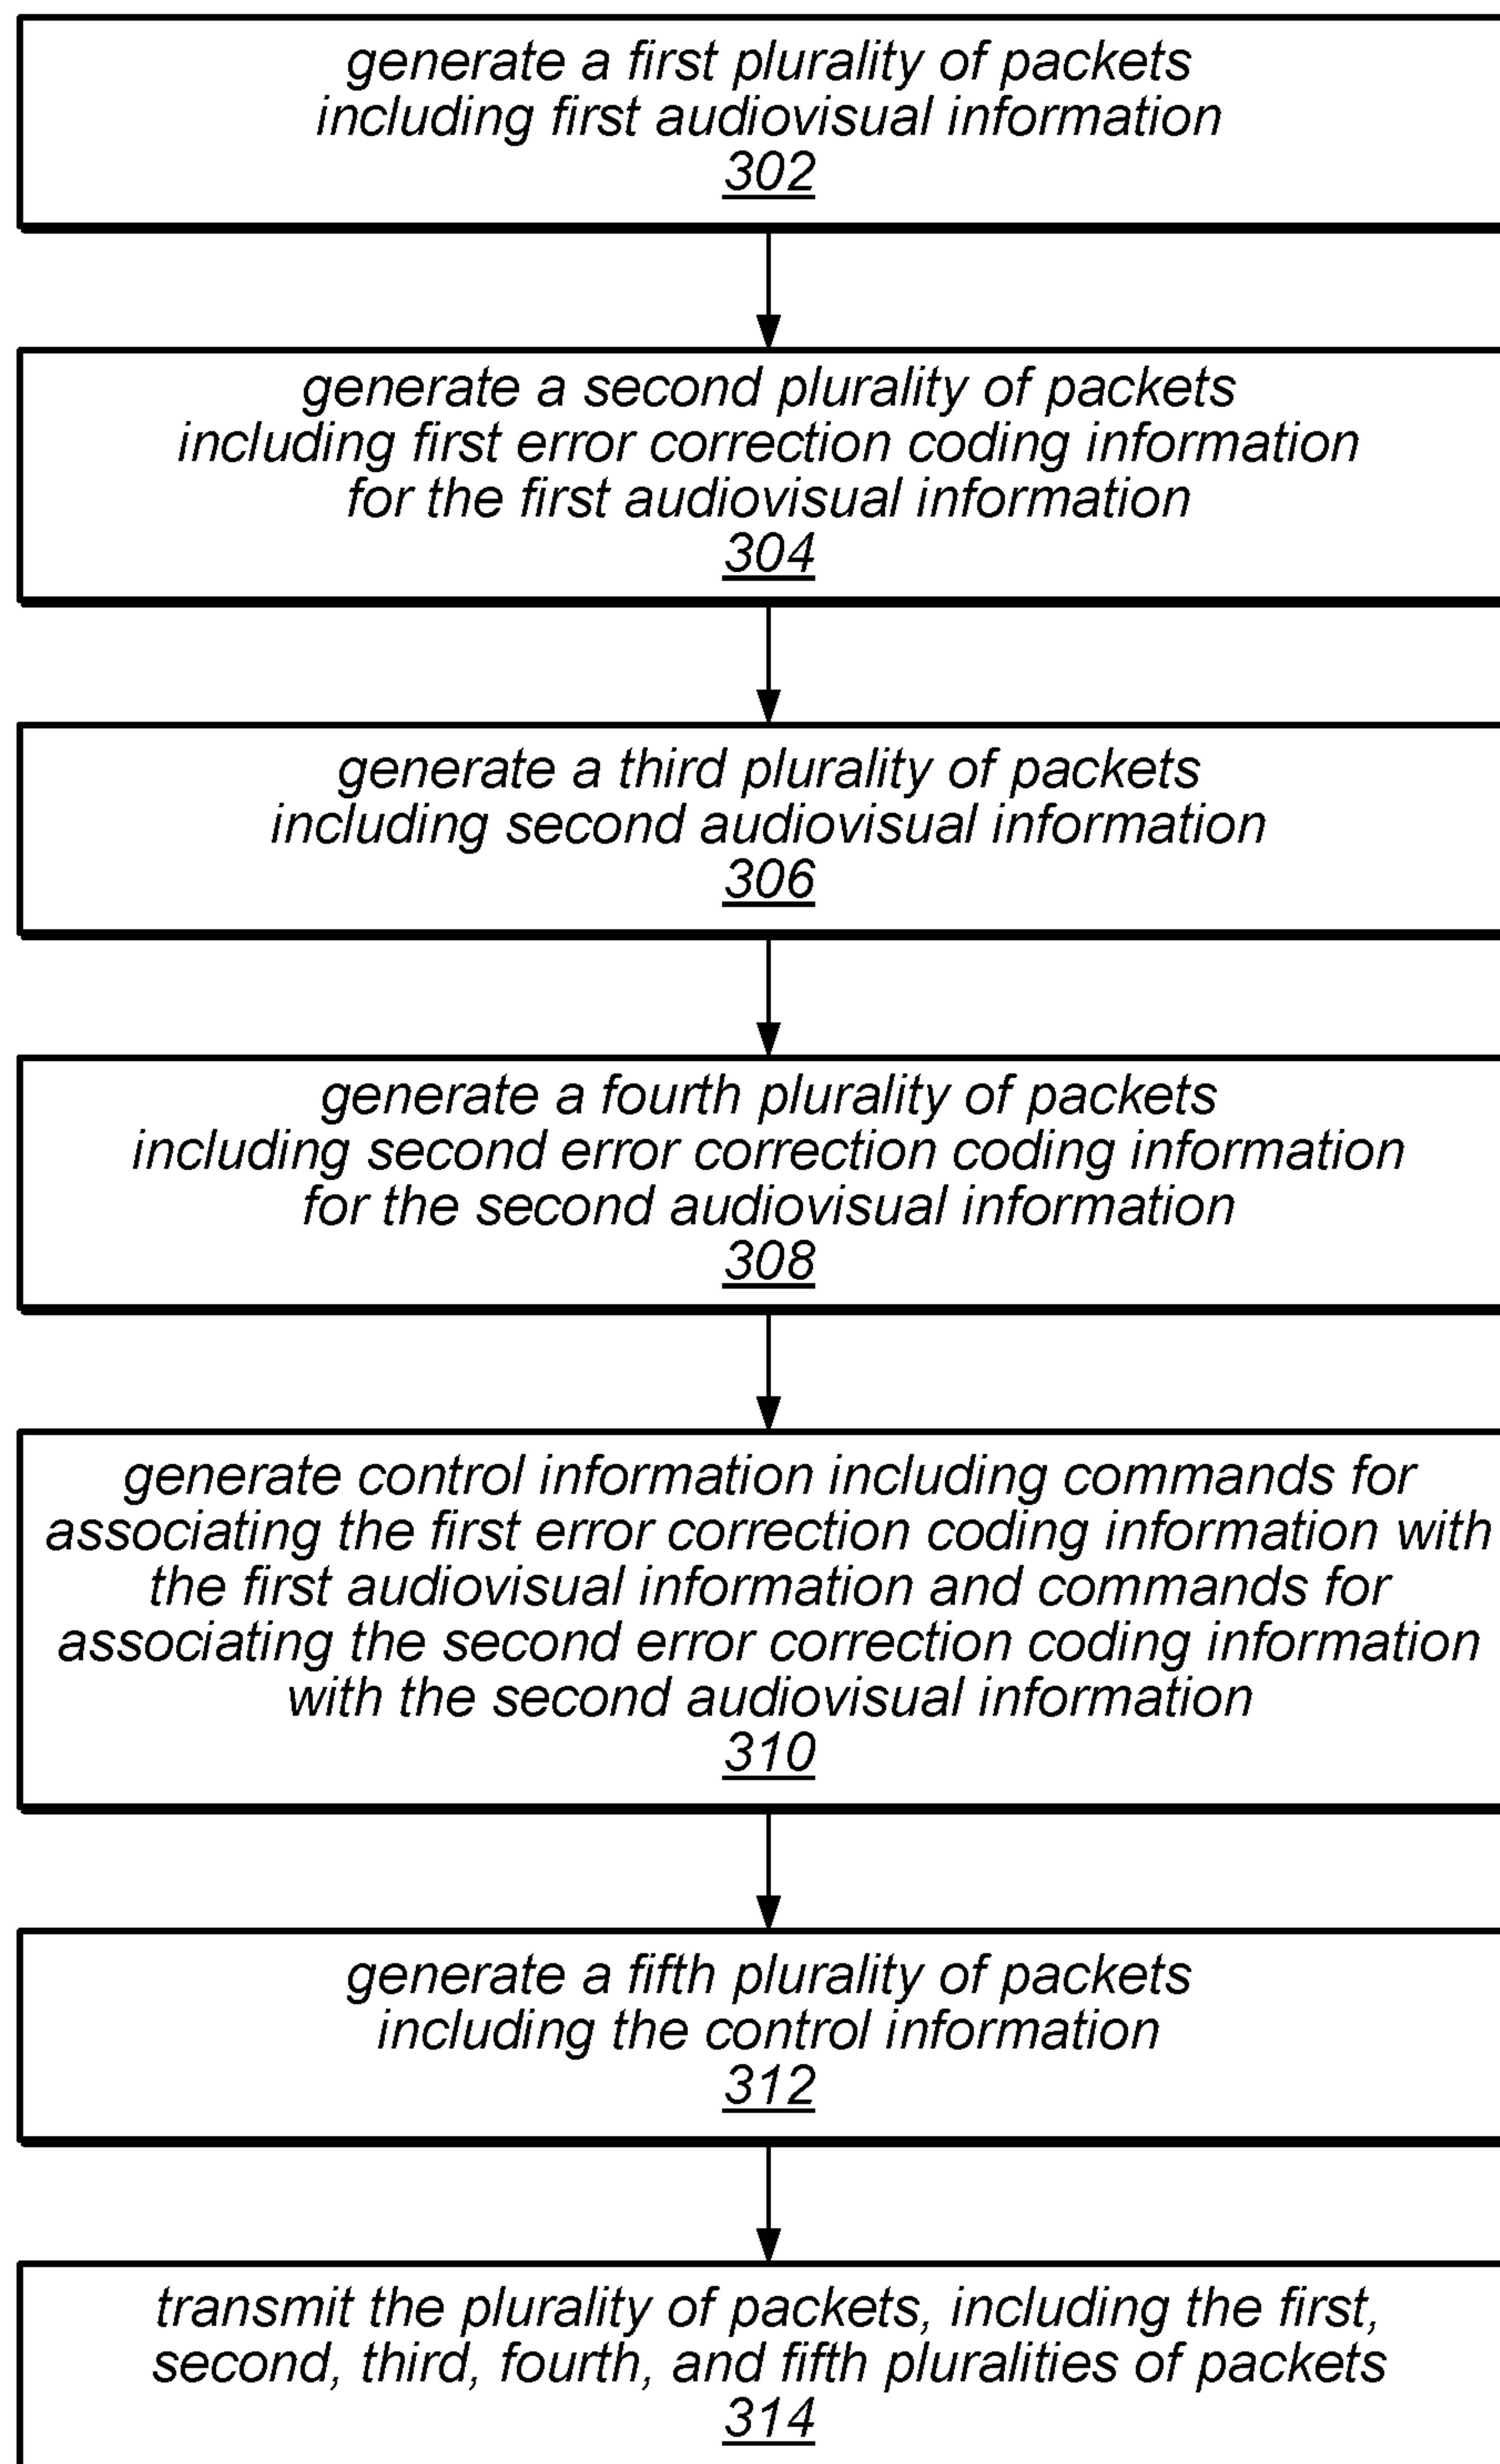 generate a first plurality of packets
including first audiovisual information
302
generate a second plurality of packets
including first error correction coding information
for the first audiovisual information
304
generate a third plurality of packets
including second audiovisual information
306
generate a fourth plurality of packets
including second error correction coding information
for the second audiovisual information
308
generate control information including commands for
associating the first error correction coding information with
the first audiovisual information and commands for
associating the second error correction coding information
with the second audiovisual information
310
generate a fifth plurality of packets
including the control information
312
transmit the plurality of packets, including the first,
second, third, fourth, and fifth pluralities of packets
314